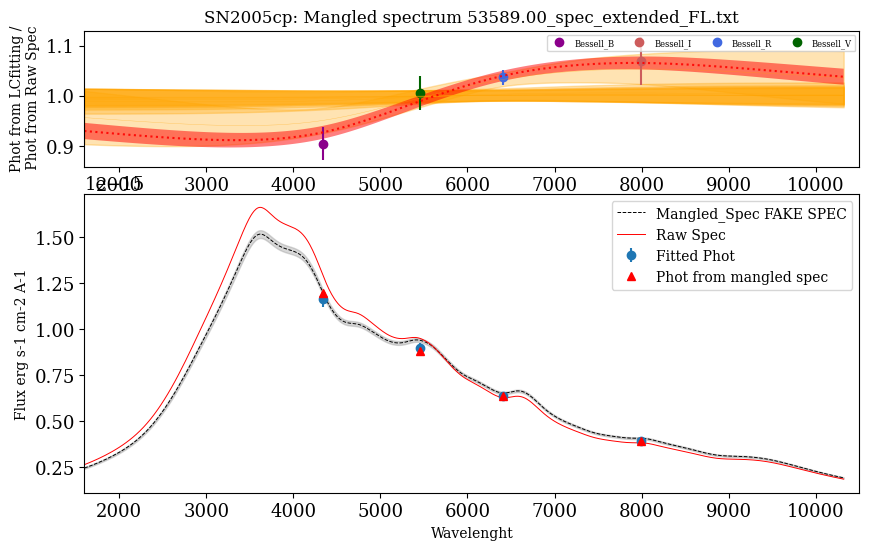 SN2005cp: Mangled spectrum 53589.00_spec_extended_FL.txt
Phot from LCfitting /
Phot from Raw Spec
1.1
1.0
0.9
Bessell_B Bessell_I Bessell_R Bessell_V
2000 3000 4000 5000 6000 7000 8000 9000 10000
1e−15
Flux erg s-1 cm-2 A-1
1.50
1.25
1.00
0.75
0.50
0.25
Mangled_Spec FAKE SPEC
Raw Spec
Fitted Phot
Phot from mangled spec
2000 3000 4000 5000 6000 7000 8000 9000 10000
Wavelenght